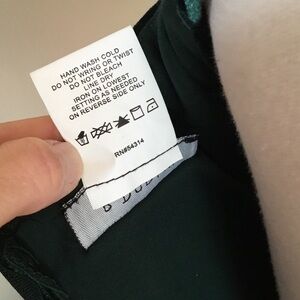 HAND WASH COLD
DO NOT WRING OR TWIST
DO NOT BLEACH
LINE DRY
IRON ON LOWEST
SETTING AS NEEDED
ON REVERSE SIDE ONLY
RN#54314